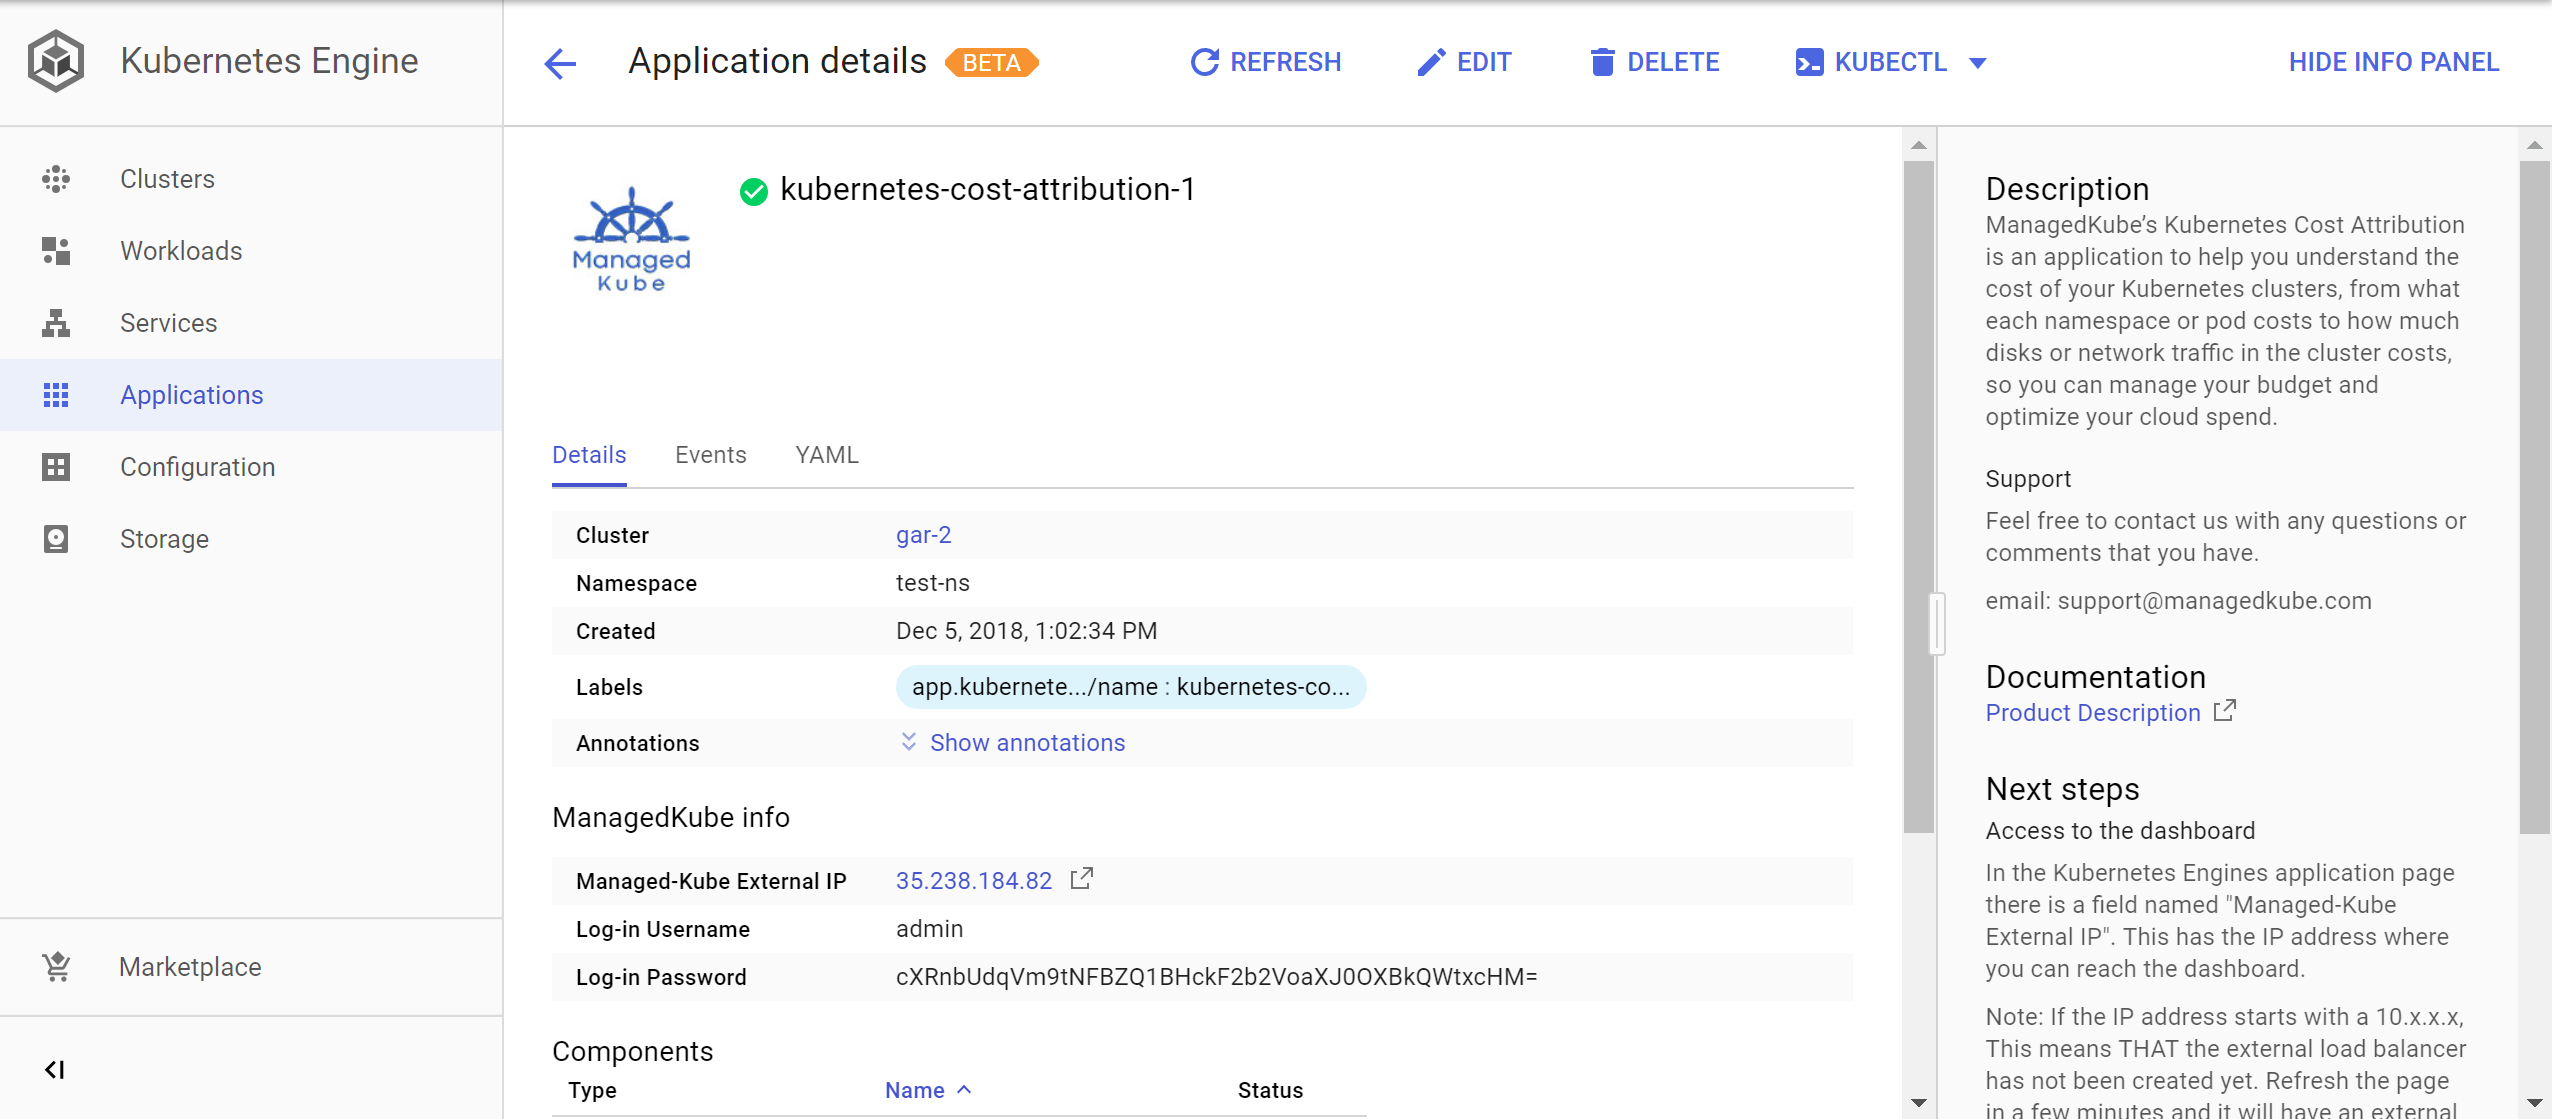 Kubernetes Engine
Application details BETA REFRESH EDIT DELETE KUBECTL HIDE INFO PANEL
Clusters
Workloads
Services
Applications
Configuration
Storage
Marketplace
Managed
Kube
kubernetes-cost-attribution-1
Details Events YAML
Cluster gar-2
Namespace test-ns
Created Dec 5, 2018, 1:02:34 PM
Labels app.kubernete.../name : kubernetes-co...
Annotations Show annotations
ManagedKube info
Managed-Kube External IP 35.238.184.82
Log-in Username admin
Log-in Password cXRnbUdqVm9tNFBZQ1BHckF2b2VoaXJ0OXBkQWtxcHM=
Components
Type Name Status
Description
ManagedKube’s Kubernetes Cost Attribution
is an application to help you understand the
cost of your Kubernetes clusters, from what
each namespace or pod costs to how much
disks or network traffic in the cluster costs,
so you can manage your budget and
optimize your cloud spend.
Support
Feel free to contact us with any questions or
comments that you have.
email: support@managedkube.com
Documentation
Product Description
Next steps
Access to the dashboard
In the Kubernetes Engines application page
there is a field named "Managed-Kube
External IP". This has the IP address where
you can reach the dashboard.
Note: If the IP address starts with a 10.x.x.x,
This means THAT the external load balancer
has not been created yet. Refresh the page
in a few minutes and it will have an external